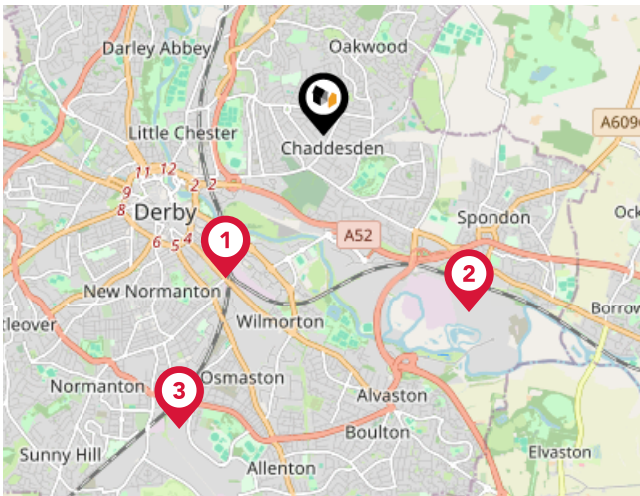 Darley Abbey
Oakwood
A609
Little Chester
Chaddesden
11 12
9
2 2
8
Derby
Spondon
Ock
6 5 4
1
A52
2
New Normanton
Borrow
Wilmorton
cleover
3
Osmaston
Normanton
Alvaston
Boulton
Sunny Hill
Elvaston
Allenton